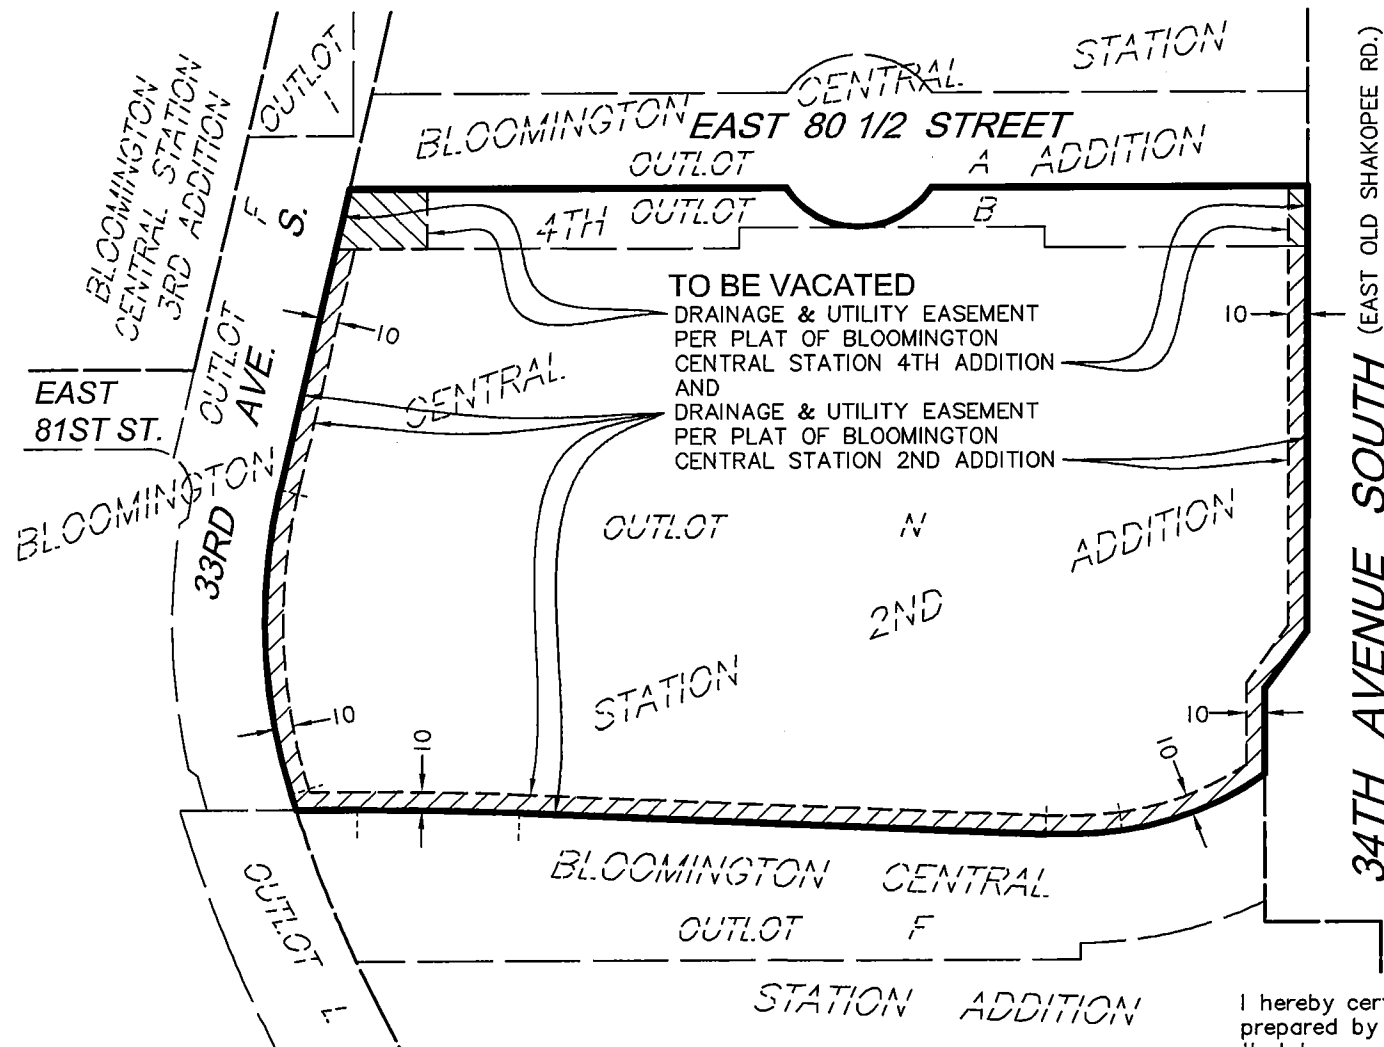 STATION
CENTRAL
BLOOMINGTON
EAST 80 1/2 STREET
OUTLOT A ADDITION
OUTLOT
I
BLOOMINGTON
CENTRAL STATION
3RD ADDITION
4TH OUTLOT B
F
S.
TO BE VACATED
DRAINAGE & UTILITY EASEMENT
PER PLAT OF BLOOMINGTON
CENTRAL STATION 4TH ADDITION
AND
DRAINAGE & UTILITY EASEMENT
PER PLAT OF BLOOMINGTON
CENTRAL STATION 2ND ADDITION
10
10
OUTLOT
AVE.
CENTRAL
EAST
81ST ST.
BLOOMINGTON
33RD
OUTLOT N
ADDITION
2ND
STATION
10
10
10
10
34TH AVENUE SOUTH (EAST OLD SHAKOPEE RD.)
BLOOMINGTON CENTRAL
OUTLOT F
OUTLOT
L
STATION ADDITION
I hereby cer
prepared by